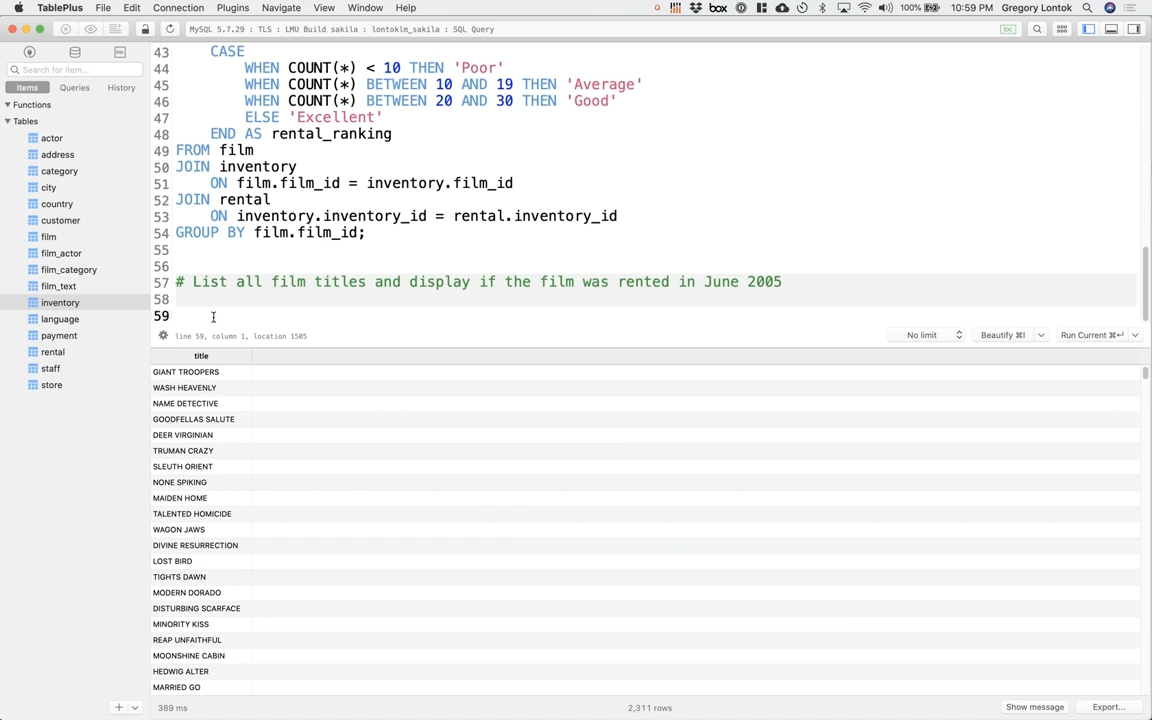 TablePlus File Edit Connection Plugins Navigate View Window Help box 100% 10:59 PM Gregory Lontok
MySQL 5.7.29 : TLS : LMU Build sakila : lontoklm_sakila : SQL Query loc
Search for item...
Items Queries History
Functions
Tables
actor
address
category
city
country
customer
film
film_actor
film_category
film_text
inventory
language
payment
rental
staff
store
43 CASE
44 WHEN COUNT(*) < 10 THEN 'Poor'
45 WHEN COUNT(*) BETWEEN 10 AND 19 THEN 'Average'
46 WHEN COUNT(*) BETWEEN 20 AND 30 THEN 'Good'
47 ELSE 'Excellent'
48 END AS rental_ranking
49 FROM film
50 JOIN inventory
51 ON film.film_id = inventory.film_id
52 JOIN rental
53 ON inventory.inventory_id = rental.inventory_id
54 GROUP BY film.film_id;
55
56
57 # List all film titles and display if the film was rented in June 2005
58
59
line 59, column 1, location 1505 No limit Beautify ⌘I Run Current ⌘↵
title
GIANT TROOPERS
WASH HEAVENLY
NAME DETECTIVE
GOODFELLAS SALUTE
DEER VIRGINIAN
TRUMAN CRAZY
SLEUTH ORIENT
NONE SPIKING
MAIDEN HOME
TALENTED HOMICIDE
WAGON JAWS
DIVINE RESURRECTION
LOST BIRD
TIGHTS DAWN
MODERN DORADO
DISTURBING SCARFACE
MINORITY KISS
REAP UNFAITHFUL
MOONSHINE CABIN
HEDWIG ALTER
MARRIED GO
389 ms 2,311 rows Show message Export...